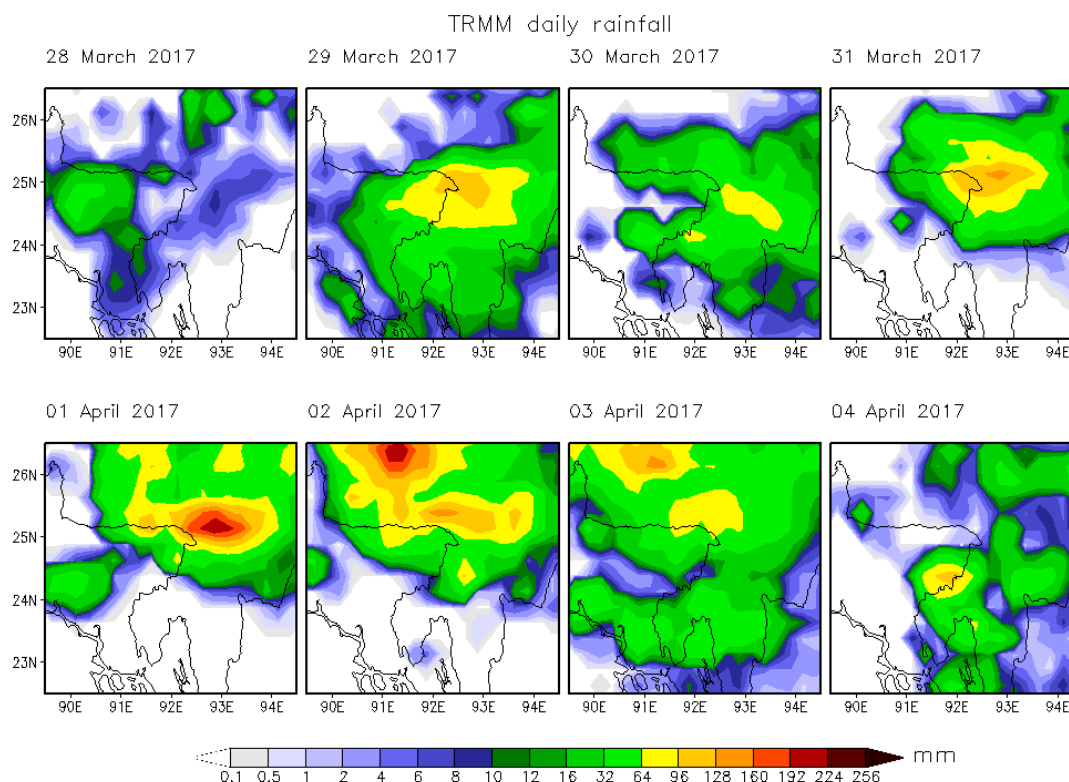 TRMM daily rainfall
28 March 2017 29 March 2017 30 March 2017 31 March 2017
26N
25N
24N
23N
90E 91E 92E 93E 94E 90E 91E 92E 93E 94E 90E 91E 92E 93E 94E 90E 91E 92E 93E 94E
01 April 2017 02 April 2017 03 April 2017 04 April 2017
26N
25N
24N
23N
90E 91E 92E 93E 94E 90E 91E 92E 93E 94E 90E 91E 92E 93E 94E 90E 91E 92E 93E 94E
mm
0.1 0.5 1 2 4 6 8 10 12 16 32 64 96 128 160 192 224 256